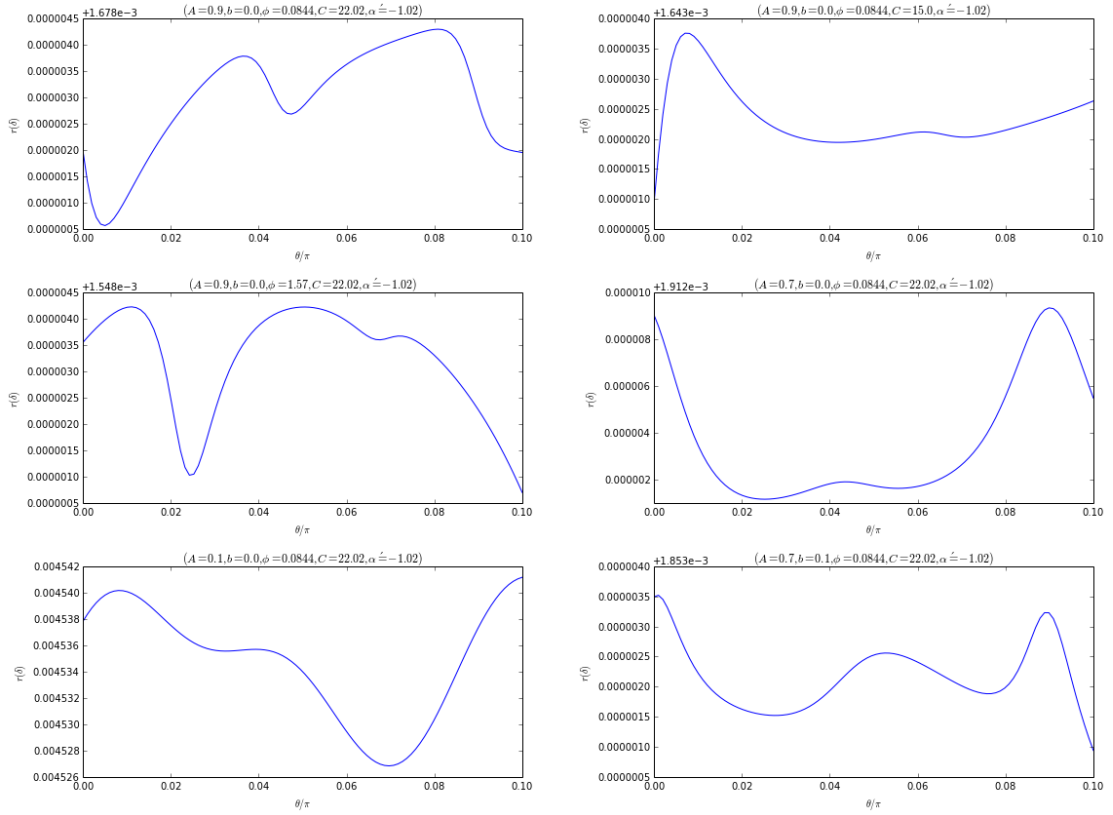 +1.678e−3
(A=0.9,b=0.0,ϕ=0.0844,C=22.02,α′=−1.02)
0.0000045
0.0000040
0.0000035
0.0000030
0.0000025
0.0000020
0.0000015
0.0000010
0.0000005
r(δ)
0.00 0.02 0.04 0.06 0.08 0.10
θ/π
+1.643e−3
(A=0.9,b=0.0,ϕ=0.0844,C=15.0,α′=−1.02)
0.0000040
0.0000035
0.0000030
0.0000025
0.0000020
0.0000015
0.0000010
0.0000005
r(δ)
0.00 0.02 0.04 0.06 0.08 0.10
θ/π
+1.548e−3
(A=0.9,b=0.0,ϕ=1.57,C=22.02,α′=−1.02)
0.0000045
0.0000040
0.0000035
0.0000030
0.0000025
0.0000020
0.0000015
0.0000010
0.0000005
r(δ)
0.00 0.02 0.04 0.06 0.08 0.10
θ/π
+1.912e−3
(A=0.7,b=0.0,ϕ=0.0844,C=22.02,α′=−1.02)
0.000010
0.000008
0.000006
0.000004
0.000002
r(δ)
0.00 0.02 0.04 0.06 0.08 0.10
θ/π
(A=0.1,b=0.0,ϕ=0.0844,C=22.02,α′=−1.02)
0.004542
0.004540
0.004538
0.004536
0.004534
0.004532
0.004530
0.004528
0.004526
r(δ)
0.00 0.02 0.04 0.06 0.08 0.10
θ/π
+1.853e−3
(A=0.7,b=0.1,ϕ=0.0844,C=22.02,α′=−1.02)
0.0000040
0.0000035
0.0000030
0.0000025
0.0000020
0.0000015
0.0000010
0.0000005
r(δ)
0.00 0.02 0.04 0.06 0.08 0.10
θ/π